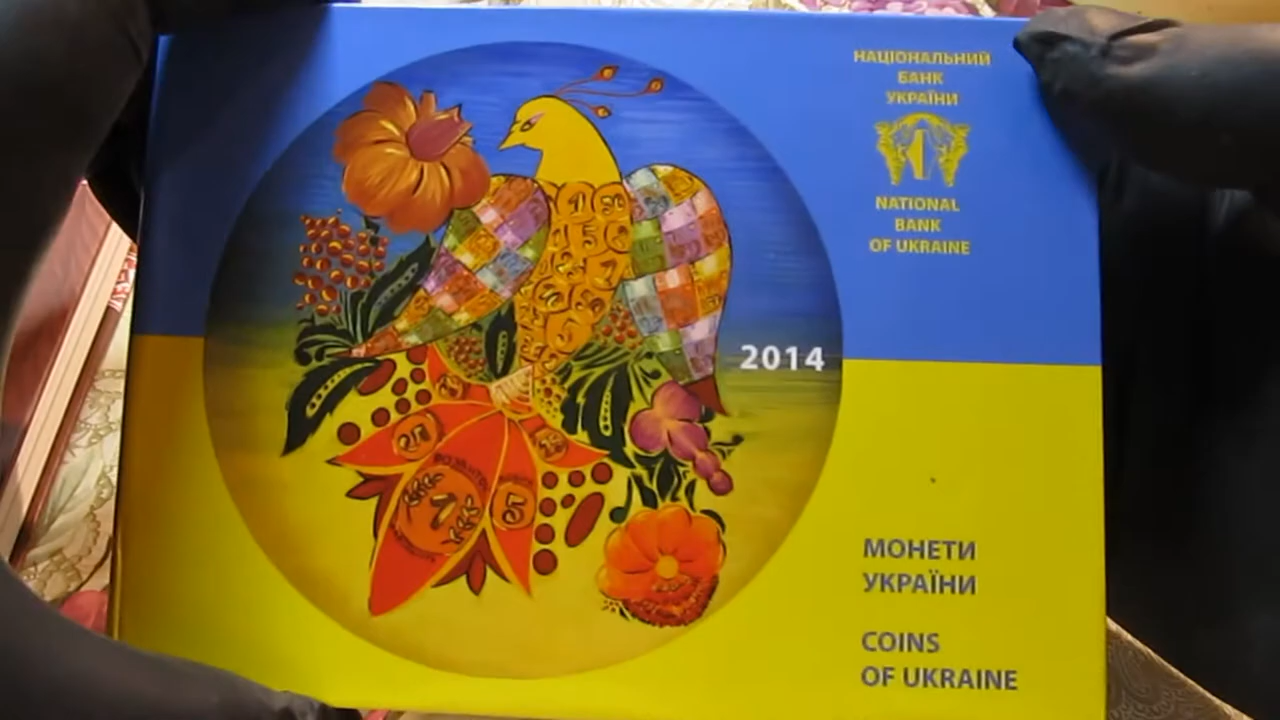 НАЦІОНАЛЬНИЙ
БАНК
УКРАЇНИ
NATIONAL
BANK
OF UKRAINE
2014
МОНЕТИ
УКРАЇНИ
COINS
OF UKRAINE